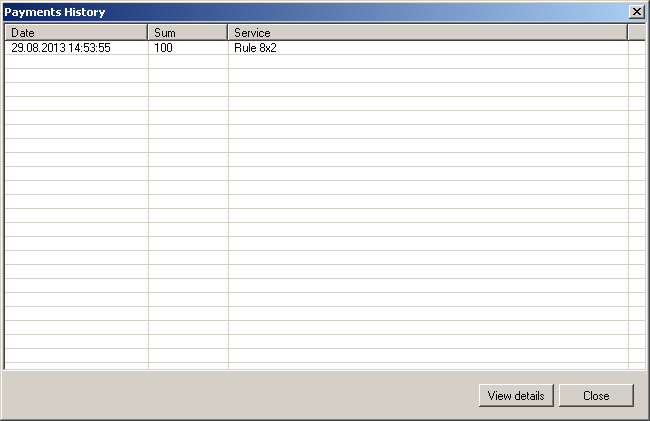 Payments History
Date Sum Service
29.08.2013 14:53:55 100 Rule 8x2
View details Close